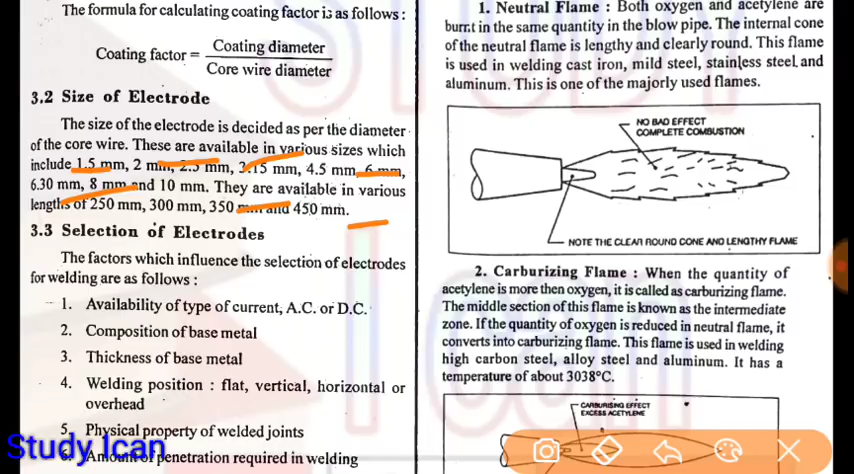 The formula for calculating coating factor is as follows :
Coating factor = Coating diameter
Core wire diameter
3.2 Size of Electrode
The size of the electrode is decided as per the diameter
of the core wire. These are available in various sizes which
include 1.5 mm, 2 mm, 2.5 mm, 3.15 mm, 4.5 mm, 6 mm,
6.30 mm, 8 mm and 10 mm. They are available in various
lengths of 250 mm, 300 mm, 350 mm and 450 mm.
3.3 Selection of Electrodes
The factors which influence the selection of electrodes
for welding are as follows :
1. Availability of type of current, A.C. or D.C.
2. Composition of base metal
3. Thickness of base metal
4. Welding position : flat, vertical, horizontal or
overhead
5. Physical property of welded joints
6. Amount of penetration required in welding
Study Ican
1. Neutral Flame : Both oxygen and acetylene are
burnt in the same quantity in the blow pipe. The internal cone
of the neutral flame is lengthy and clearly round. This flame
is used in welding cast iron, mild steel, stainless steel and
aluminum. This is one of the majorly used flames.
NO BAD EFFECT
COMPLETE COMBUSTION
NOTE THE CLEAR ROUND CONE AND LENGTHY FLAME
2. Carburizing Flame : When the quantity of
acetylene is more then oxygen, it is called as carburizing flame.
The middle section of this flame is known as the intermediate
zone. If the quantity of oxygen is reduced in neutral flame, it
converts into carburizing flame. This flame is used in welding
high carbon steel, alloy steel and aluminum. It has a
temperature of about 3038°C.
CARBURISING EFFECT
EXCESS ACETYLENE